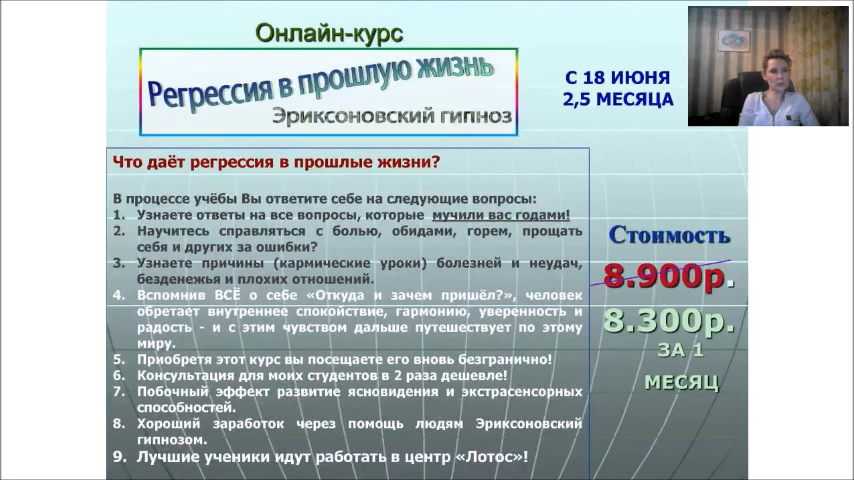 Онлайн-курс
Регрессия в прошлую жизнь
Эриксоновский гипноз
С 18 ИЮНЯ
2,5 МЕСЯЦА
Что даёт регрессия в прошлые жизни?
В процессе учёбы Вы ответите себе на следующие вопросы:
1. Узнаете ответы на все вопросы, которые мучили вас годами!
2. Научитесь справляться с болью, обидами, горем, прощать
себя и других за ошибки?
3. Узнаете причины (кармические уроки) болезней и неудач,
безденежья и плохих отношений.
4. Вспомнив ВСЁ о себе «Откуда и зачем пришёл?», человек
обретает внутреннее спокойствие, гармонию, уверенность и
радость - и с этим чувством дальше путешествует по этому
миру.
5. Приобретя этот курс вы посещаете его вновь безгранично!
6. Консультация для моих студентов в 2 раза дешевле!
7. Побочный эффект развитие ясновидения и экстрасенсорных
способностей.
8. Хороший заработок через помощь людям Эриксоновский
гипнозом.
9. Лучшие ученики идут работать в центр «Лотос»!
Стоимость
8.900р.
8.300р.
ЗА 1
МЕСЯЦ